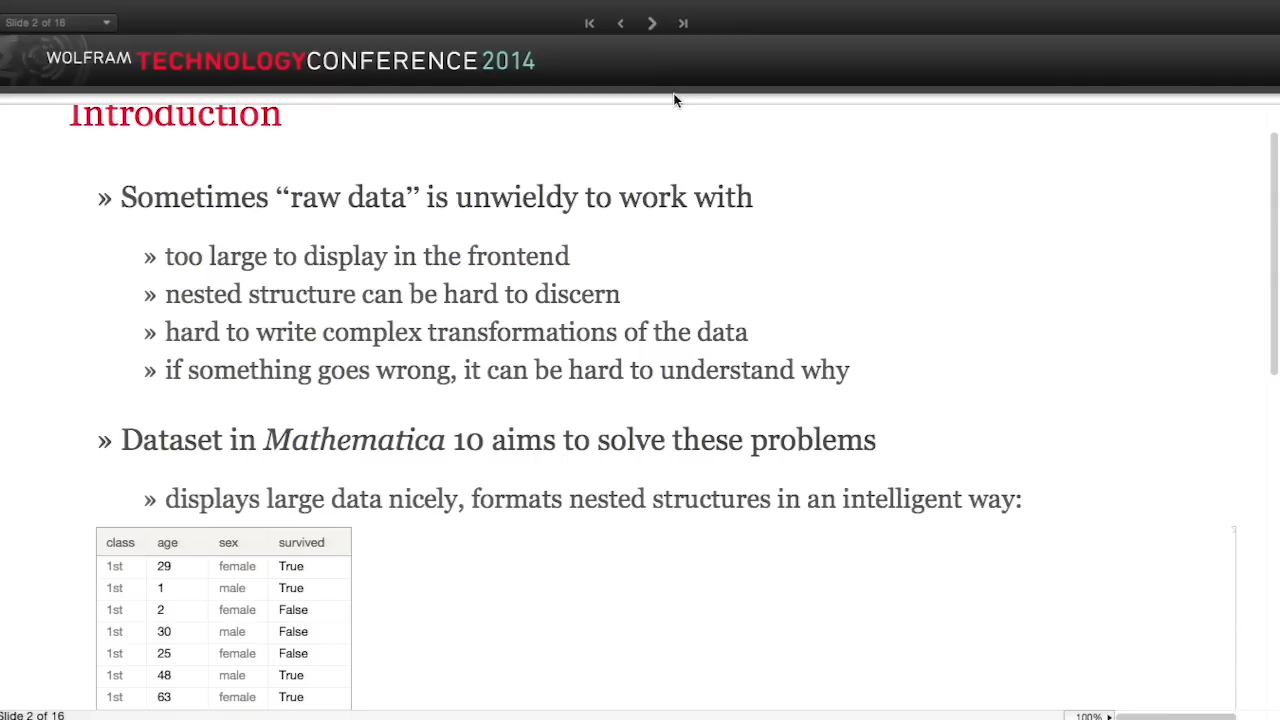 Slide 2 of 16
WOLFRAM TECHNOLOGYCONFERENCE 2014
Introduction
» Sometimes “raw data” is unwieldy to work with
» too large to display in the frontend
» nested structure can be hard to discern
» hard to write complex transformations of the data
» if something goes wrong, it can be hard to understand why
» Dataset in Mathematica 10 aims to solve these problems
» displays large data nicely, formats nested structures in an intelligent way:
class age sex survived
1st 29 female True
1st 1 male True
1st 2 female False
1st 30 male False
1st 25 female False
1st 48 male True
1st 63 female True
Slide 2 of 16 100%